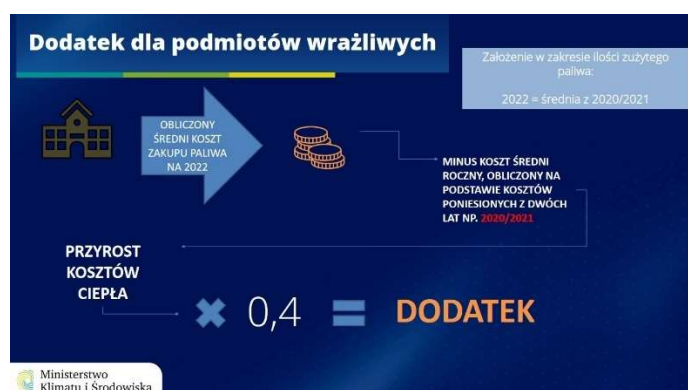 Dodatek dla podmiotów wrażliwych
Założenie w zakresie ilości zużytego
paliwa:
2022 = średnia z 2020/2021
OBLICZONY
ŚREDNI KOSZT
ZAKUPU PALIWA
NA 2022
MINUS KOSZT ŚREDNI
ROCZNY, OBLICZONY NA
PODSTAWIE KOSZTÓW
PONIESIONYCH Z DWÓCH
LAT NP. 2020/2021
PRZYROST
KOSZTÓW
CIEPŁA
× 0,4 = DODATEK
Ministerstwo
Klimatu i Środowiska